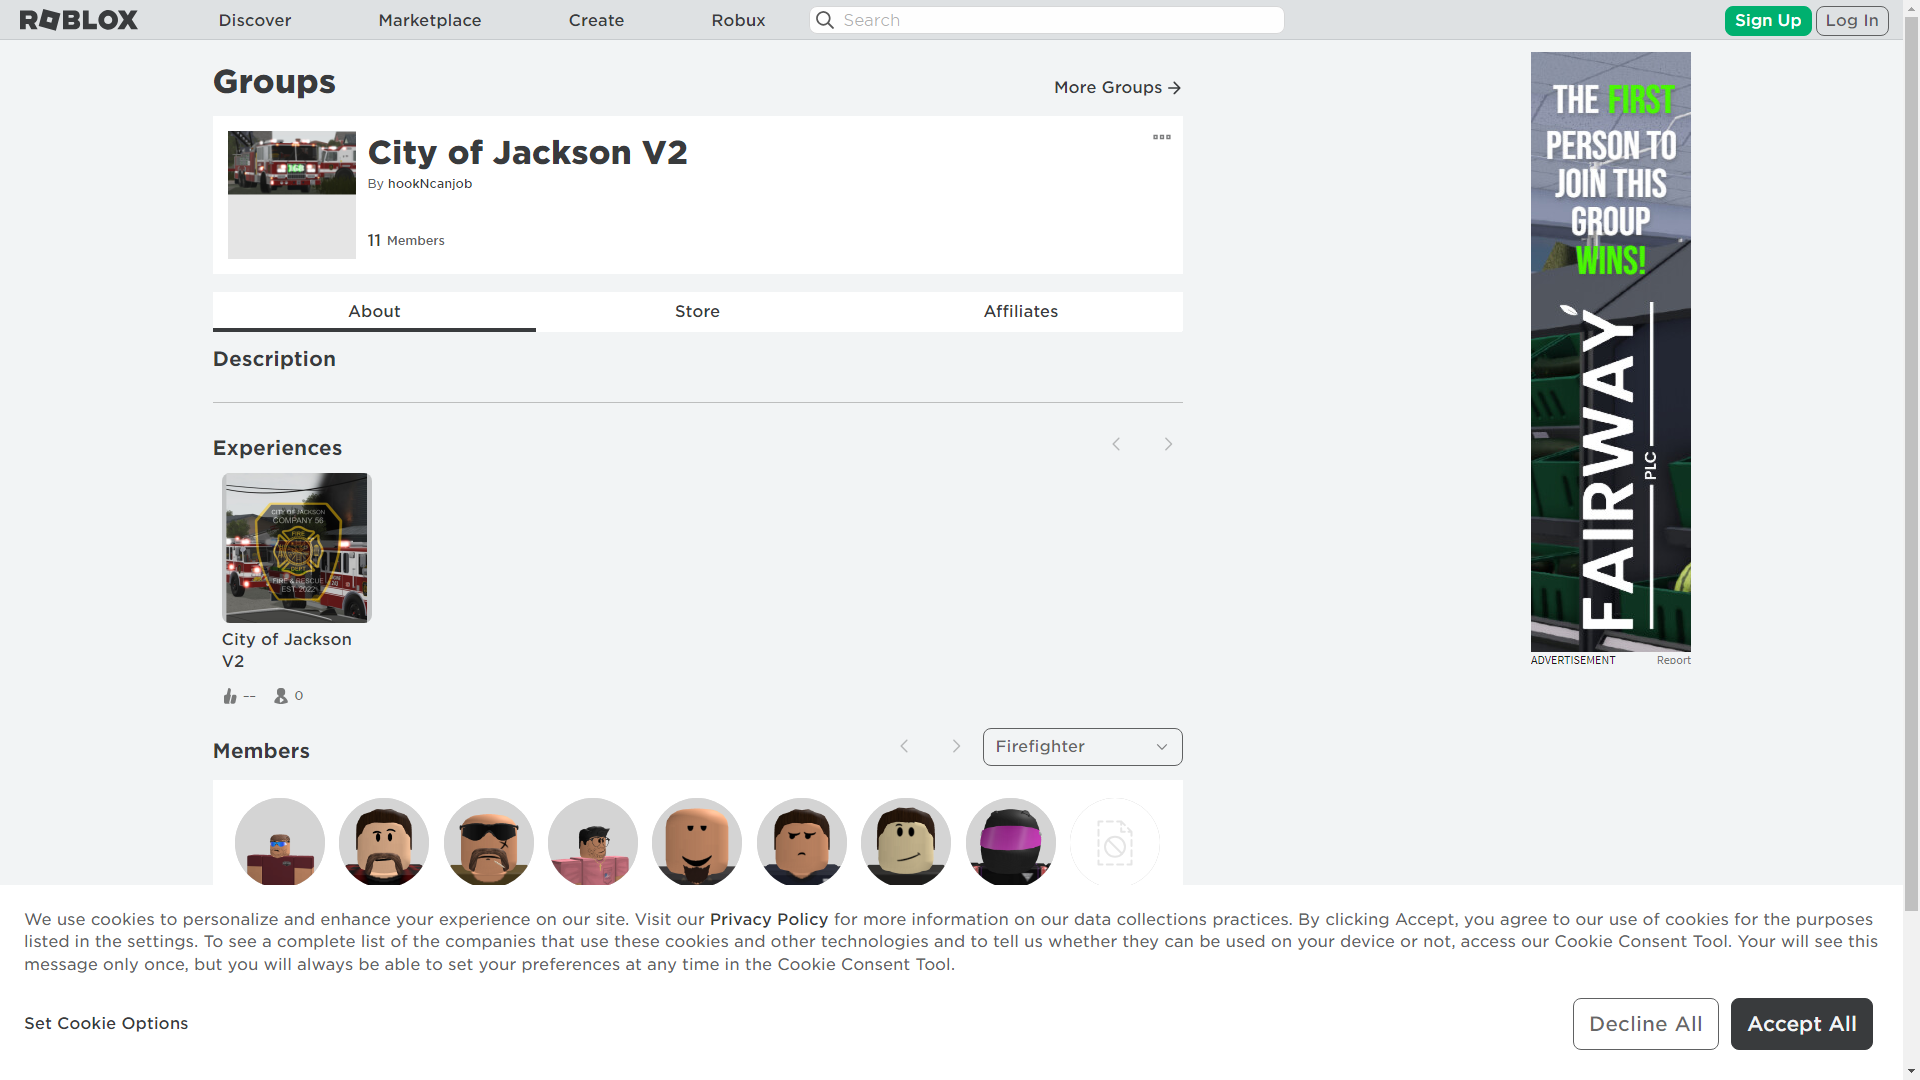 ROBLOX
Discover
Marketplace
Create
Robux
Search
Sign Up
Log In
Groups
More Groups
City of Jackson V2
By hookNcanjob
11 Members
About
Store
Affiliates
Description
Experiences
CITY OF JACKSON
COMPANY 56
FIRE
DEPT
FIRE & RESCUE
EST. 2022
City of Jackson
V2
--
0
Members
Firefighter
THE FIRST
PERSON TO
JOIN THIS
GROUP
WINS!
FAIRWAY
PLC
ADVERTISEMENT
Report
We use cookies to personalize and enhance your experience on our site. Visit our Privacy Policy for more information on our data collections practices. By clicking Accept, you agree to our use of cookies for the purposes
listed in the settings. To see a complete list of the companies that use these cookies and other technologies and to tell us whether they can be used on your device or not, access our Cookie Consent Tool. Your will see this
message only once, but you will always be able to set your preferences at any time in the Cookie Consent Tool.
Set Cookie Options
Decline All
Accept All